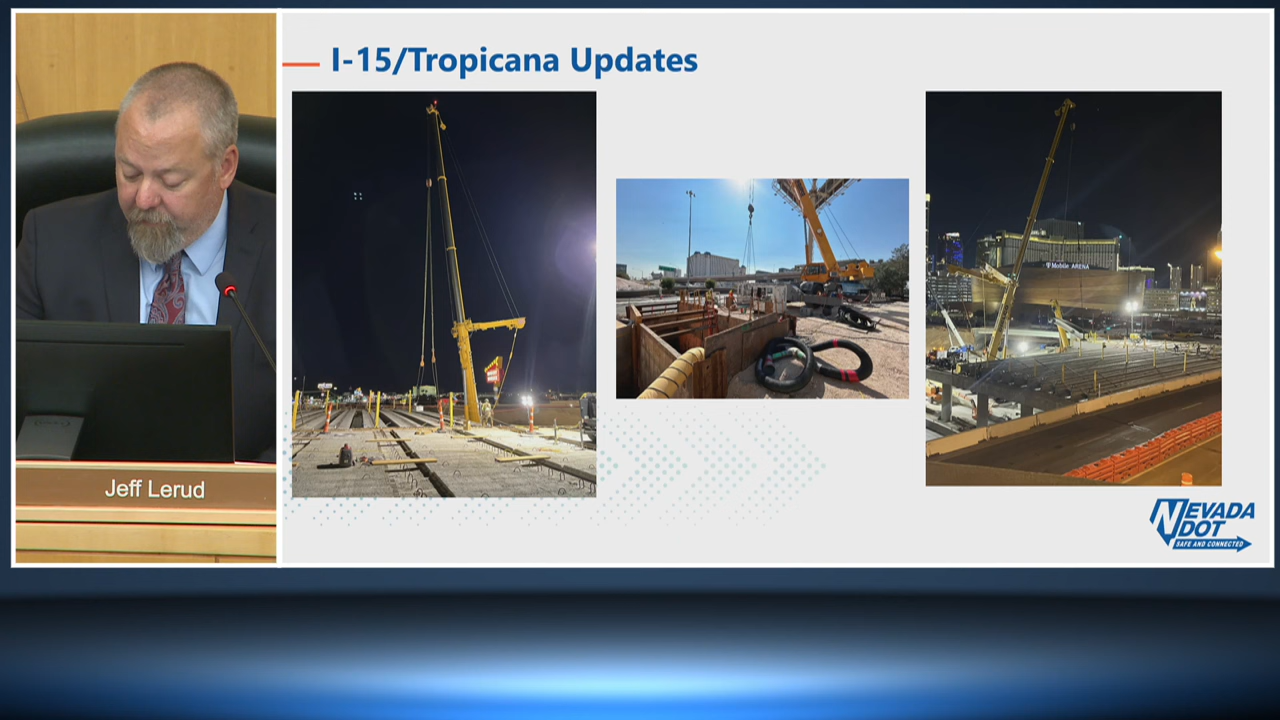 I-15/Tropicana Updates
T Mobile ARENA
Jeff Lerud
NEVADA
DOT
SAFE AND CONNECTED